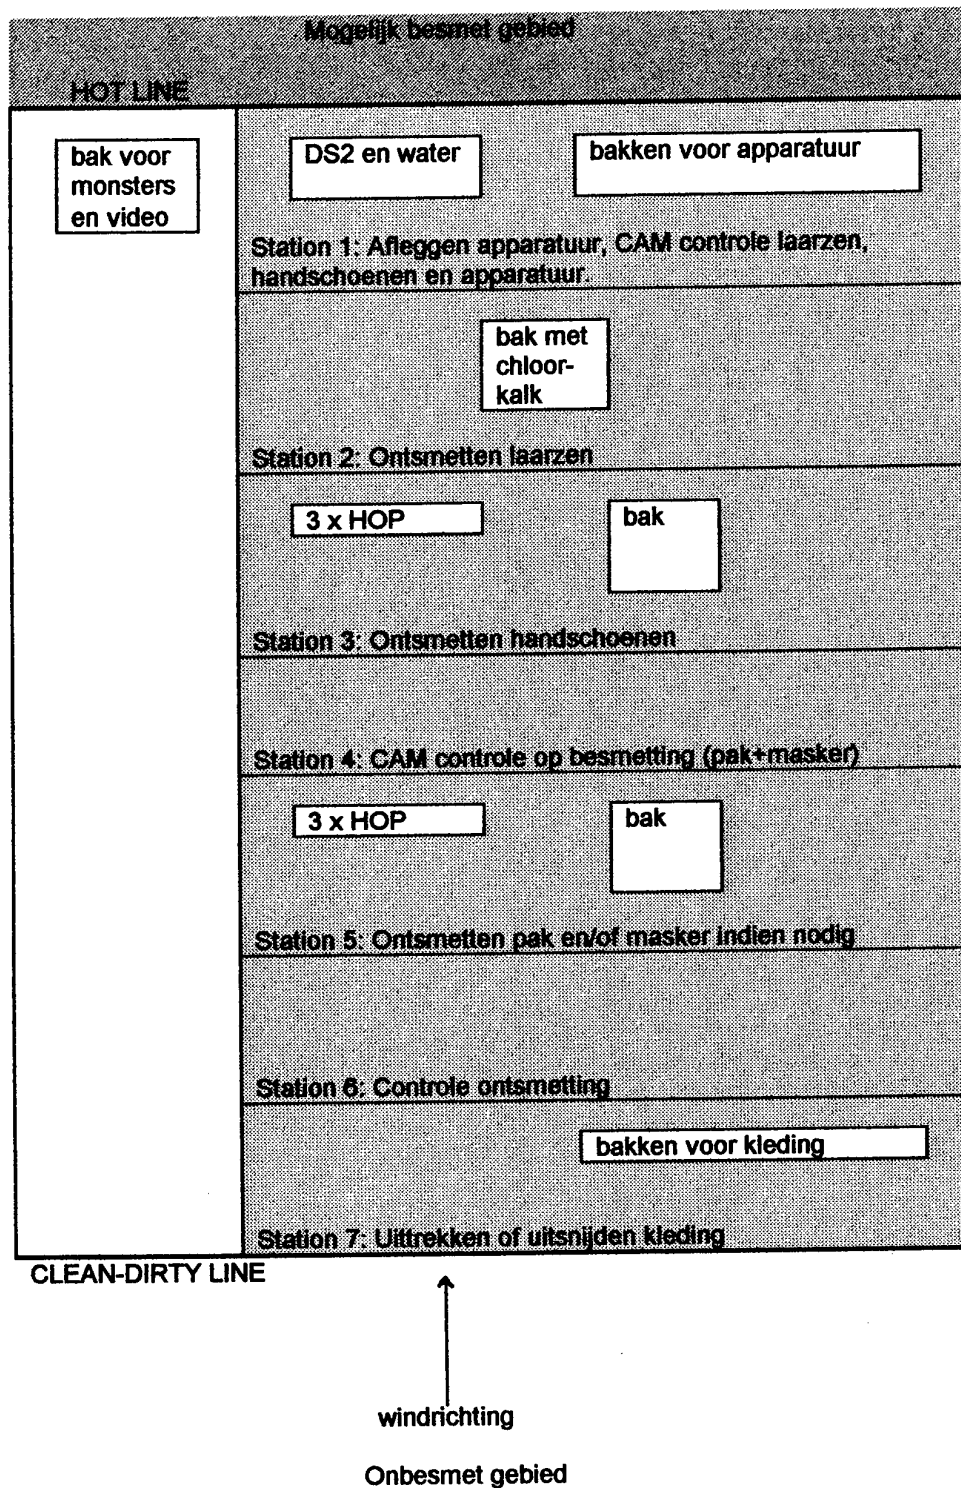 Mogelijk besmet gebied
HOT LINE
bak voor
monsters
en video
DS2 en water
bakken voor apparatuur
Station 1: Afleggen apparatuur, CAM controle laarzen,
handschoenen en apparatuur.
bak met
chloor-
kalk
Station 2: Ontsmetten laarzen
3 x HOP
bak
Station 3: Ontsmetten handschoenen
Station 4: CAM controle op besmetting (pak+masker)
3 x HOP
bak
Station 5: Ontsmetten pak en/of masker indien nodig
Station 6: Controle ontsmetting
bakken voor kleding
Station 7: Uittrekken of uitsnijden kleding
CLEAN-DIRTY LINE
windrichting
Onbesmet gebied